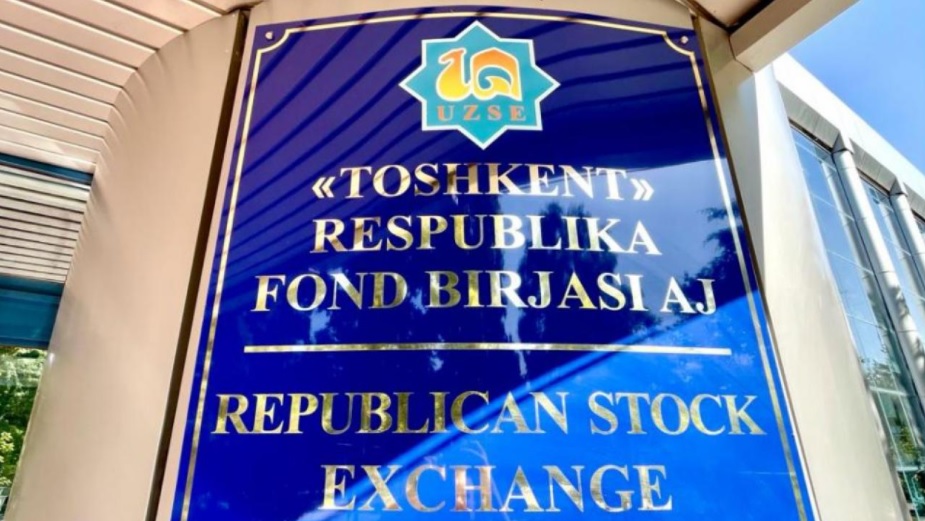 UZSE
«TOSHKENT»
RESPUBLIKA
FOND BIRJASI AJ
REPUBLICAN STOCK
EXCHANGE